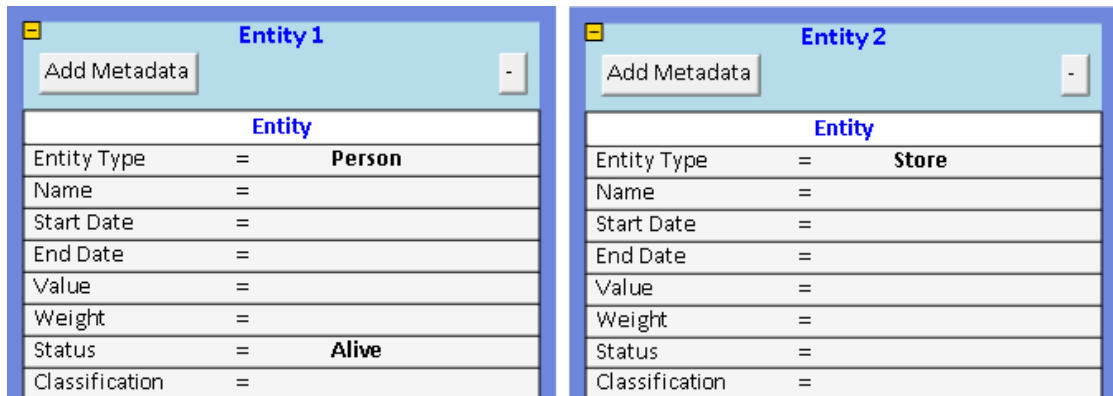 Entity 1
Add Metadata -
Entity
Entity Type = Person
Name =
Start Date =
End Date =
Value =
Weight =
Status = Alive
Classification =
Entity 2
Add Metadata -
Entity
Entity Type = Store
Name =
Start Date =
End Date =
Value =
Weight =
Status =
Classification =